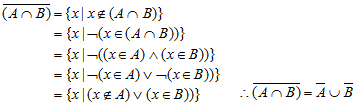 $\overline{(A \cap B)} = \{x \mid x \notin (A \cap B)\}$
$= \{x \mid \neg(x \in (A \cap B))\}$
$= \{x \mid \neg((x \in A) \wedge (x \in B))\}$
$= \{x \mid \neg(x \in A) \vee \neg(x \in B))\}$
$= \{x \mid (x \notin A) \vee (x \in B))\}$ $\therefore \overline{(A \cap B)} = \overline{A} \cup \overline{B}$